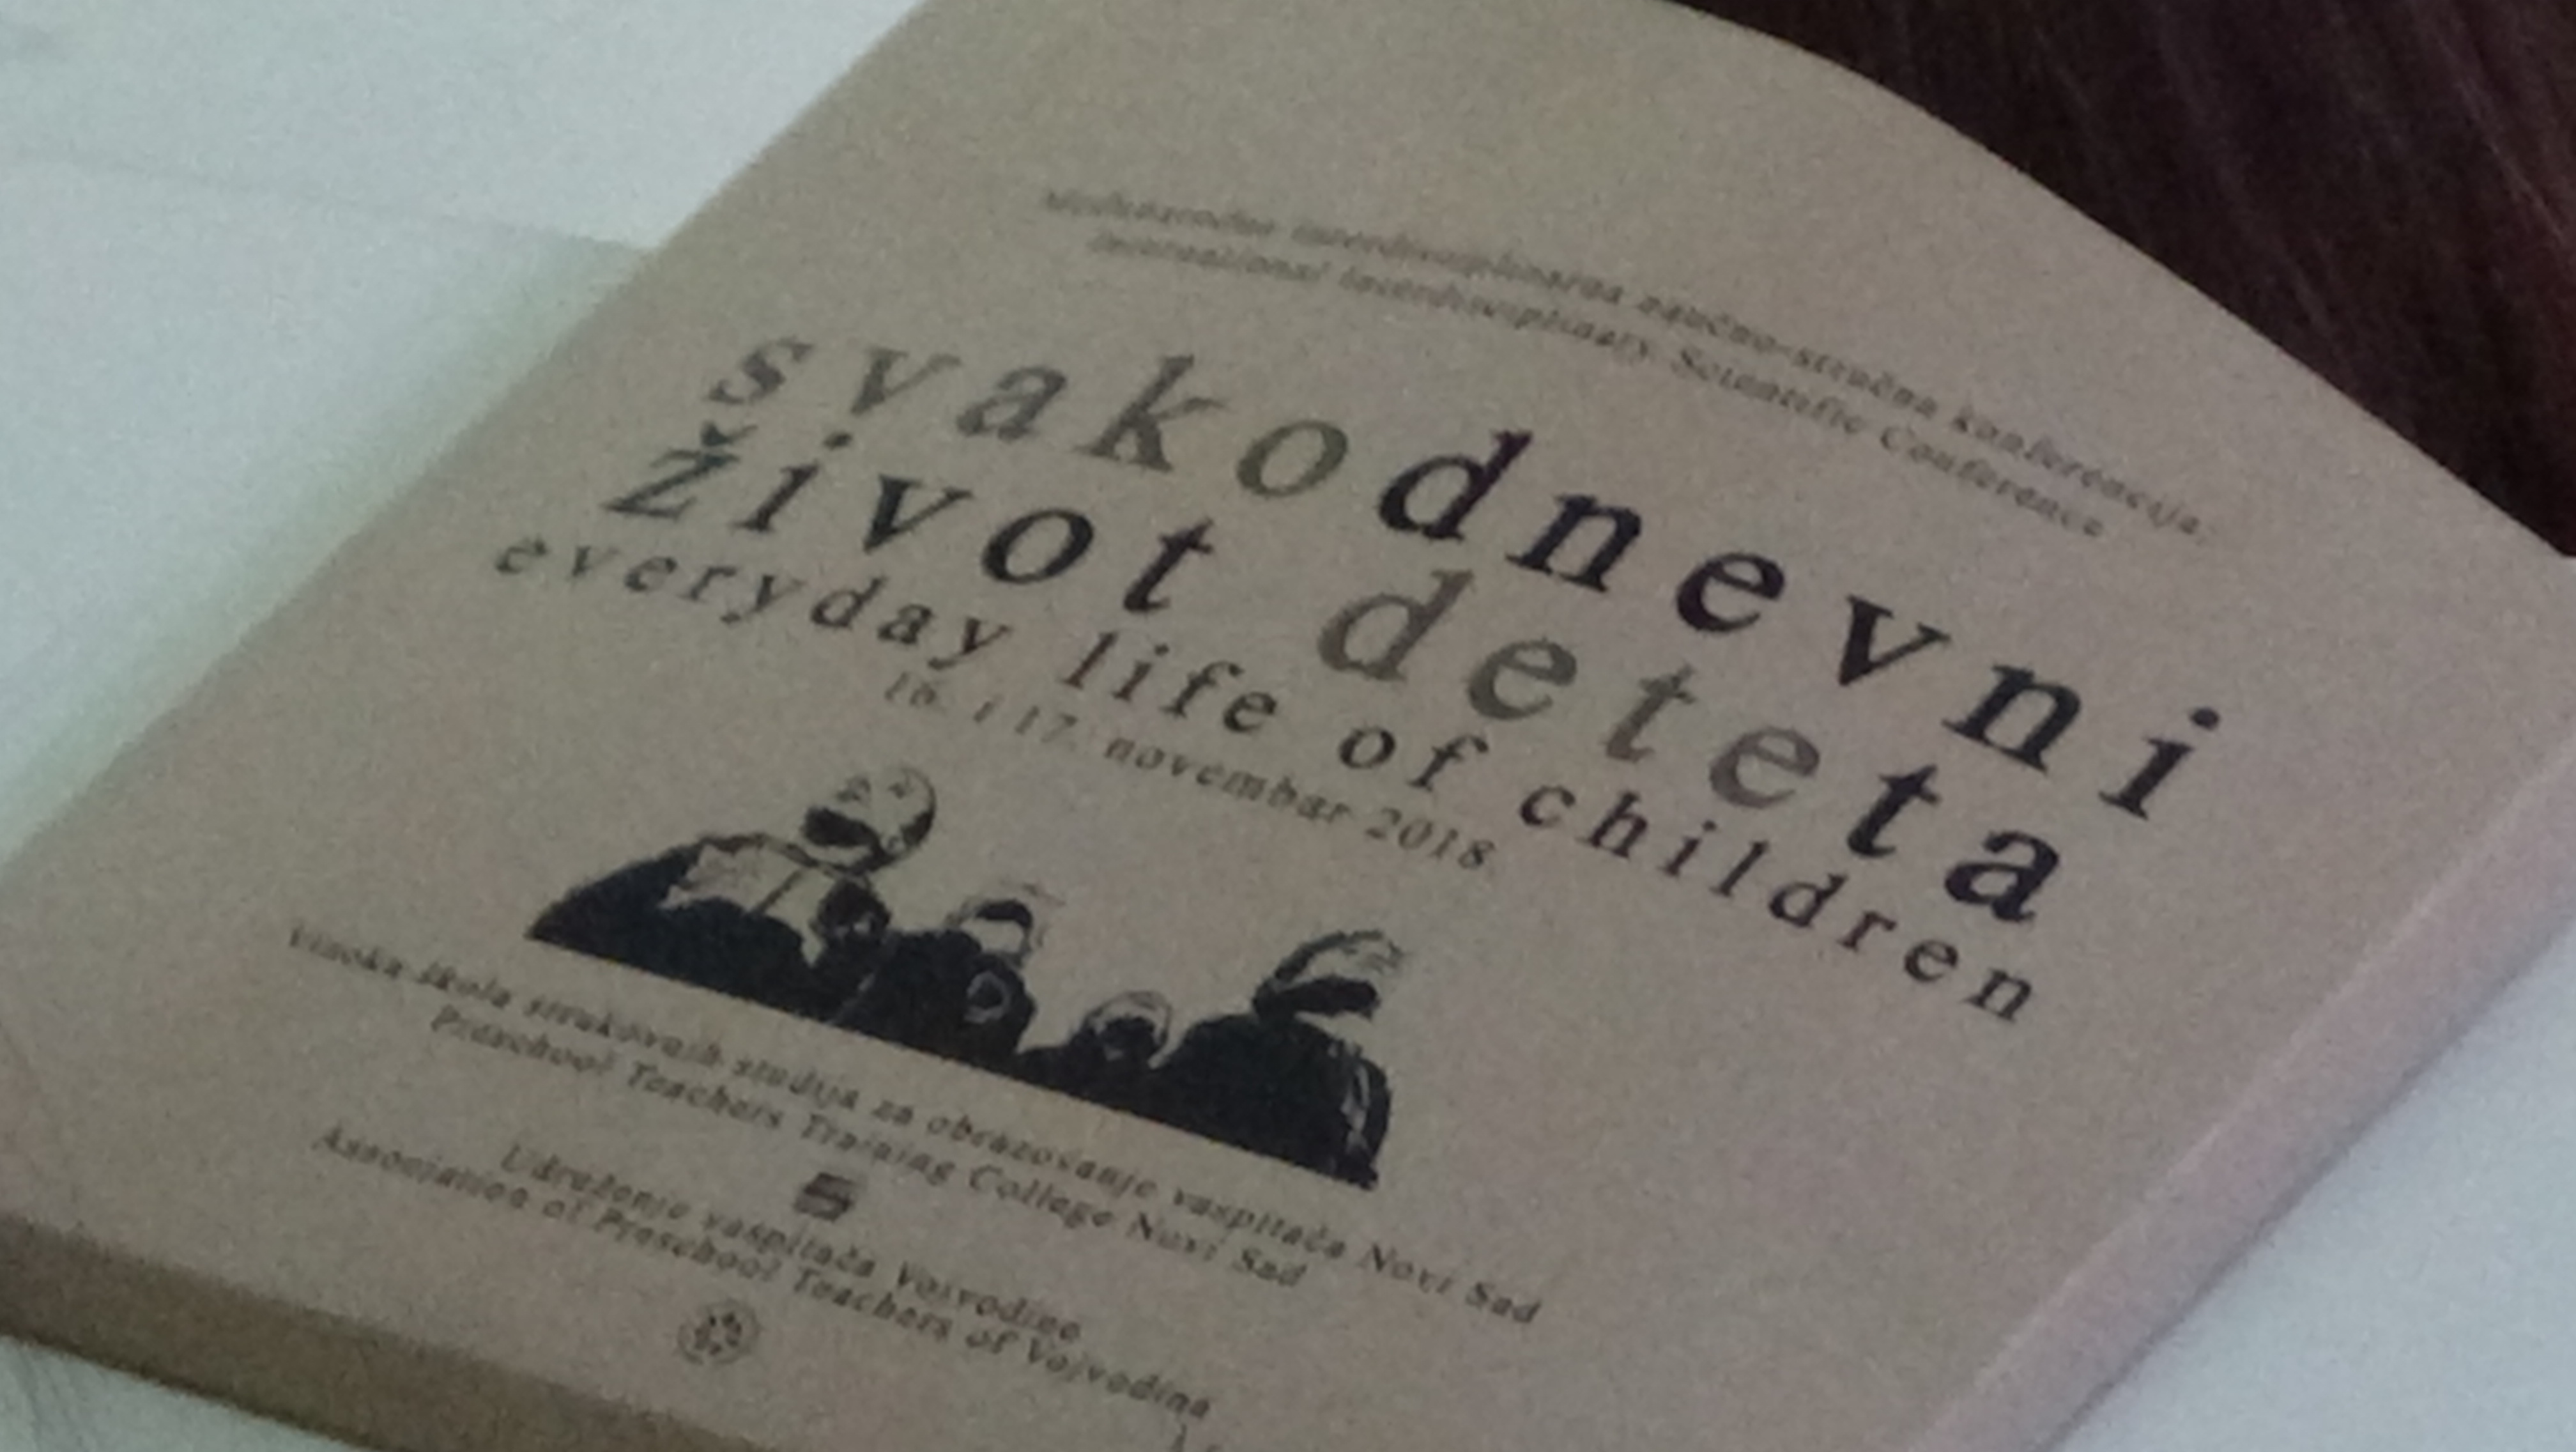 Međunarodna interdisciplinarna naučno-stručna konferencija
International Interdisciplinary Scientific Conference
svakodnevni
život deteta
everyday life of children
16. i 17. novembar 2018.
Visoka škola strukovnih studija za obrazovanje vaspitača Novi Sad
Preschool Teachers Training College Novi Sad
Udruženje vaspitača Vojvodine
Association of Preschool Teachers of Vojvodina